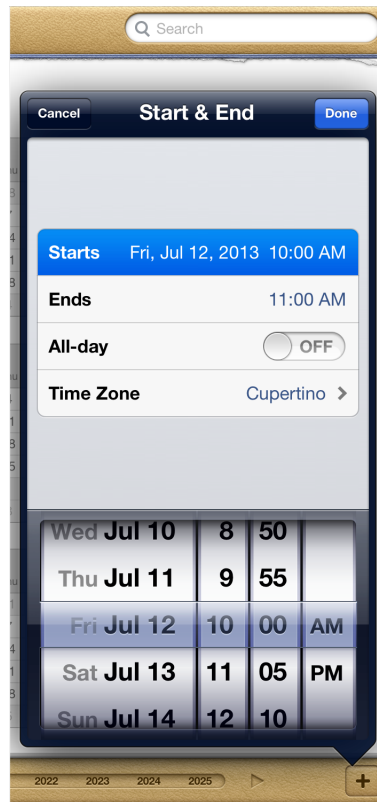 Search
Cancel Start & End Done
Starts Fri, Jul 12, 2013 10:00 AM
Ends 11:00 AM
All-day OFF
Time Zone Cupertino >
Wed Jul 10 8 50
Thu Jul 11 9 55
Fri Jul 12 10 00 AM
Sat Jul 13 11 05 PM
Sun Jul 14 12 10
2022 2023 2024 2025 +